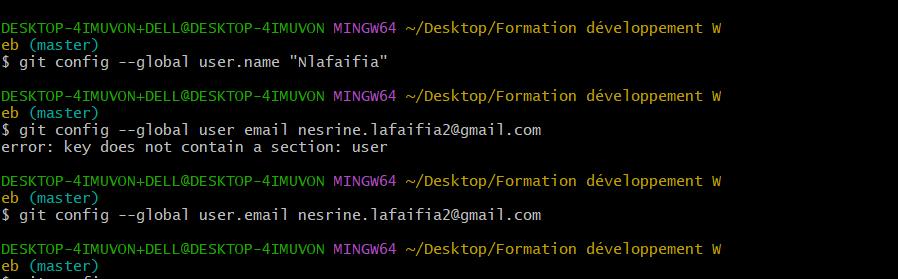 DESKTOP-4IMUVON+DELL@DESKTOP-4IMUVON MINGW64 ~/Desktop/Formation développement W
eb (master)
$ git config --global user.name "Nlafaifia"
DESKTOP-4IMUVON+DELL@DESKTOP-4IMUVON MINGW64 ~/Desktop/Formation développement W
eb (master)
$ git config --global user email nesrine.lafaifia2@gmail.com
error: key does not contain a section: user
DESKTOP-4IMUVON+DELL@DESKTOP-4IMUVON MINGW64 ~/Desktop/Formation développement W
eb (master)
$ git config --global user.email nesrine.lafaifia2@gmail.com
DESKTOP-4IMUVON+DELL@DESKTOP-4IMUVON MINGW64 ~/Desktop/Formation développement W
eb (master)